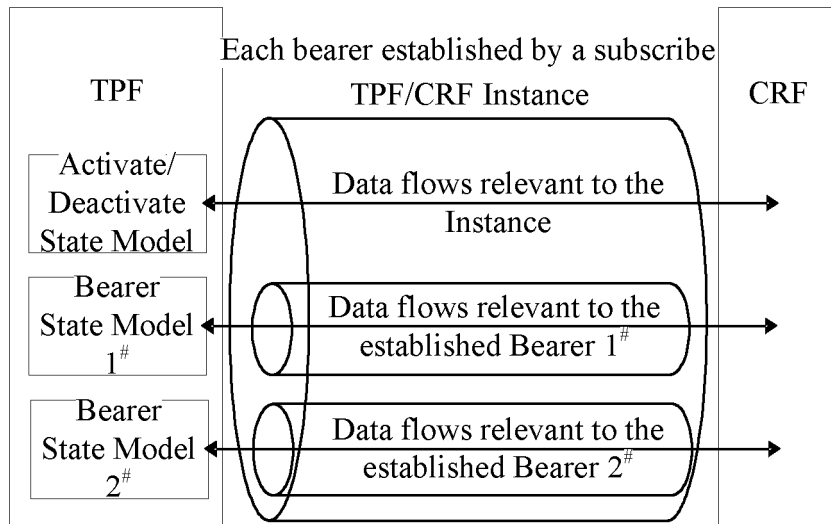 Each bearer established by a subscribe
TPF
TPF/CRF Instance
CRF
Activate/
Deactivate
State Model
Data flows relevant to the
Instance
Bearer
State Model
1#
Data flows relevant to the
established Bearer 1#
Bearer
State Model
2#
Data flows relevant to the
established Bearer 2#